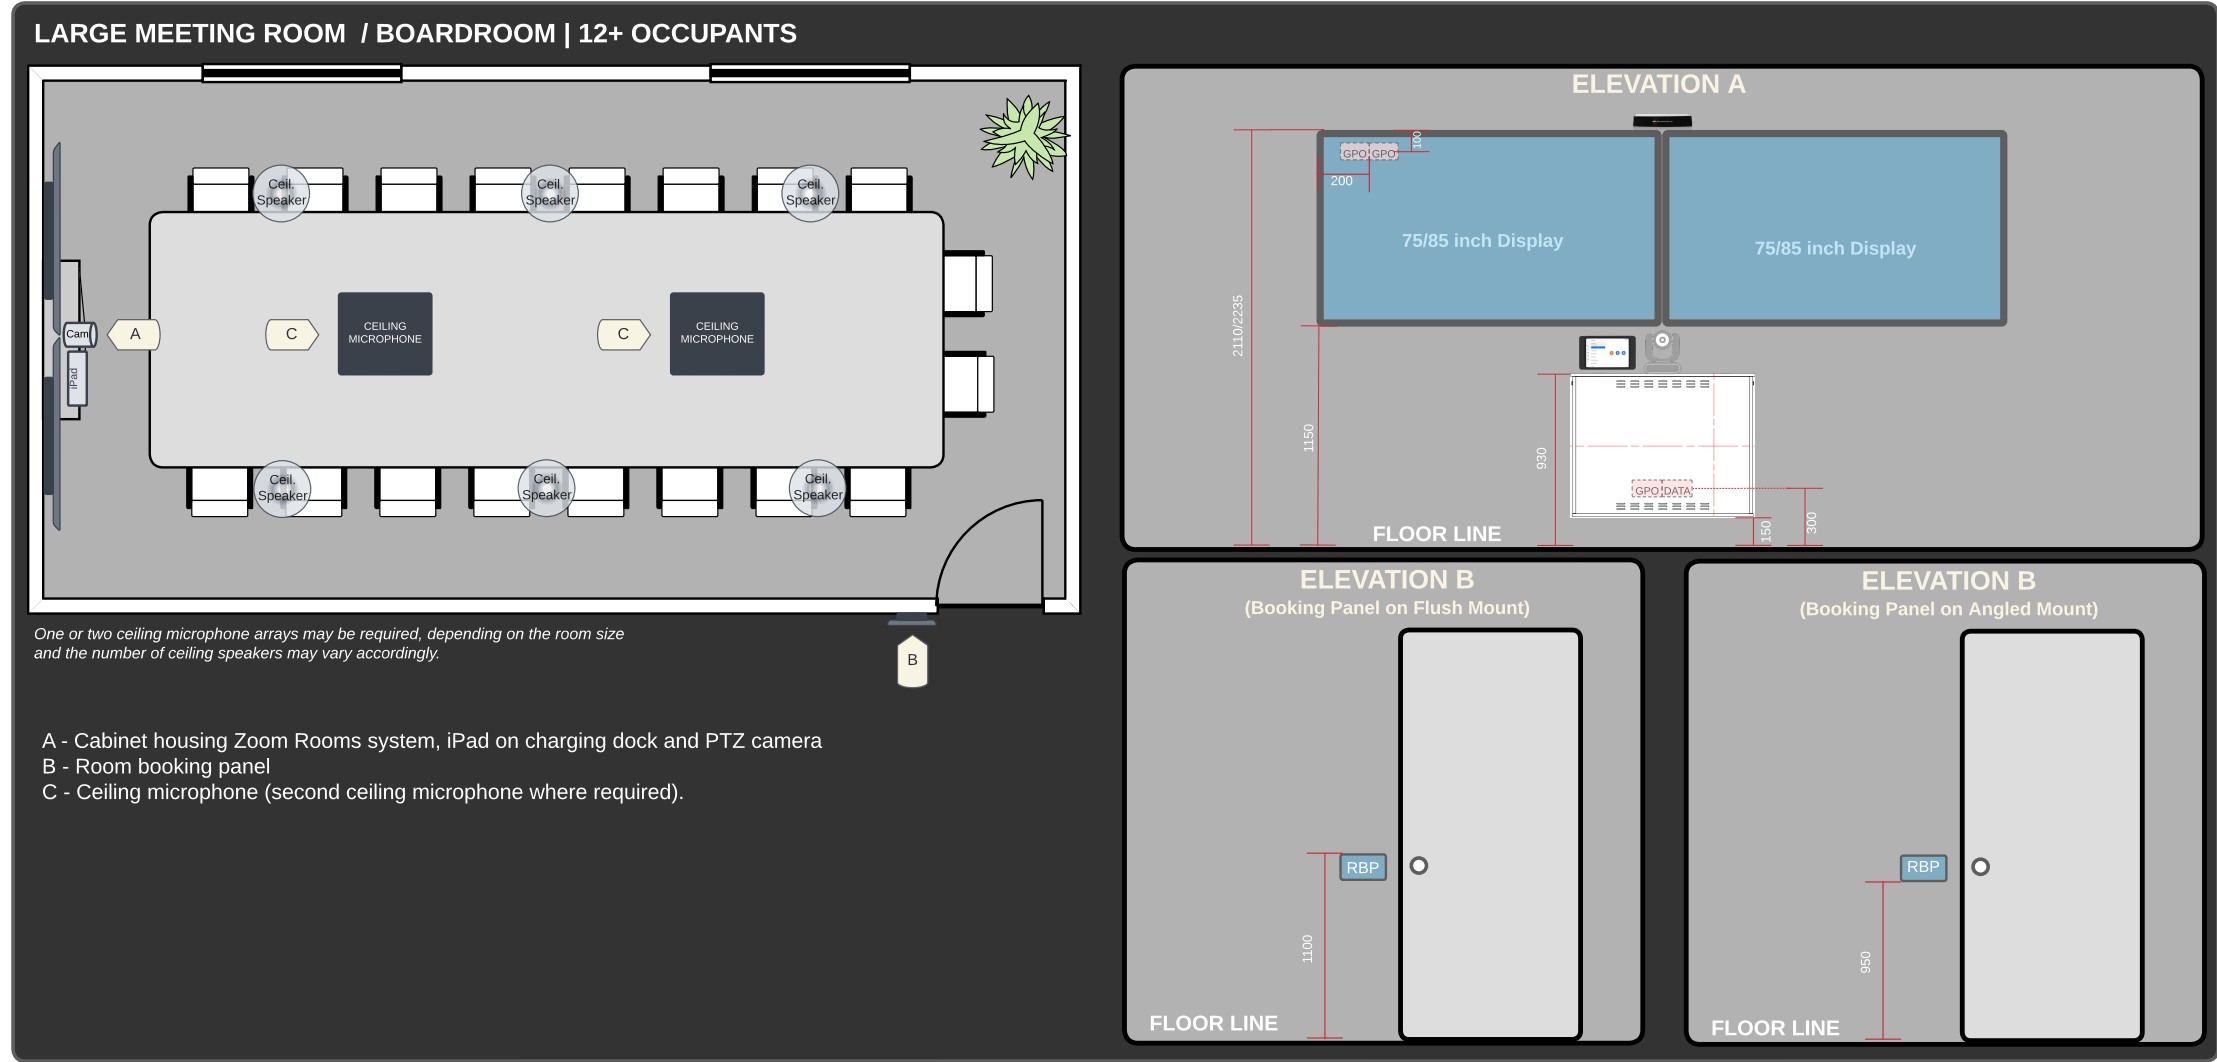 LARGE MEETING ROOM / BOARDROOM | 12+ OCCUPANTS
Ceil.
Speaker
Ceil.
Speaker
Ceil.
Speaker
Cam
A
C
CEILING
MICROPHONE
C
CEILING
MICROPHONE
iPad
Ceil.
Speaker
Ceil.
Speaker
Ceil.
Speaker
One or two ceiling microphone arrays may be required, depending on the room size
and the number of ceiling speakers may vary accordingly.
B
A - Cabinet housing Zoom Rooms system, iPad on charging dock and PTZ camera
B - Room booking panel
C - Ceiling microphone (second ceiling microphone where required).
ELEVATION A
GPO GPO
100
200
75/85 inch Display
75/85 inch Display
2110/2235
1150
930
GPO DATA
150
300
FLOOR LINE
ELEVATION B
(Booking Panel on Flush Mount)
RBP
1100
FLOOR LINE
ELEVATION B
(Booking Panel on Angled Mount)
RBP
950
FLOOR LINE